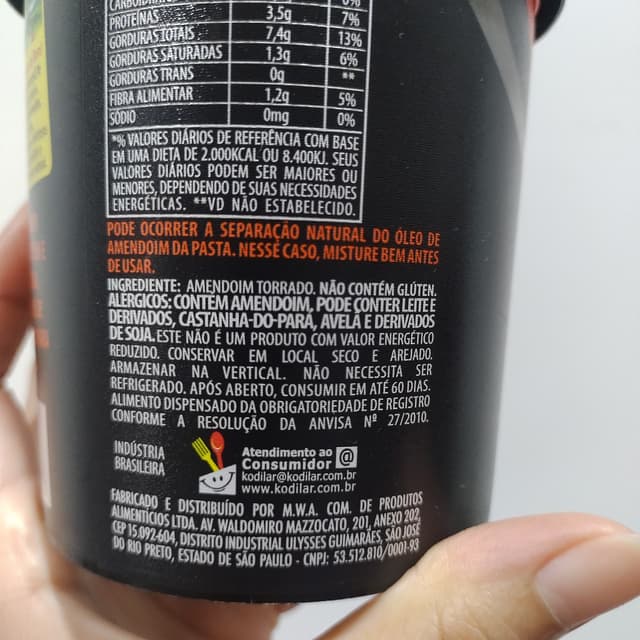 CARBOIDRATOS 0%
PROTEÍNAS 3,5g 7%
GORDURAS TOTAIS 7,4g 13%
GORDURAS SATURADAS 1,3g 6%
GORDURAS TRANS 0g **
FIBRA ALIMENTAR 1,2g 5%
SÓDIO 0mg 0%
*% VALORES DIÁRIOS DE REFERÊNCIA COM BASE
EM UMA DIETA DE 2.000KCAL OU 8.400KJ. SEUS
VALORES DIÁRIOS PODEM SER MAIORES OU
MENORES, DEPENDENDO DE SUAS NECESSIDADES
ENERGÉTICAS. **VD NÃO ESTABELECIDO.
PODE OCORRER A SEPARAÇÃO NATURAL DO ÓLEO DE
AMENDOIM DA PASTA. NESSE CASO, MISTURE BEM ANTES
DE USAR.
INGREDIENTE: AMENDOIM TORRADO. NÃO CONTÉM GLÚTEN.
ALÉRGICOS: CONTEM AMENDOIM, PODE CONTER LEITE E
DERIVADOS, CASTANHA-DO-PARÁ, AVELÃ E DERIVADOS
DE SOJA. ESTE NÃO É UM PRODUTO COM VALOR ENERGÉTICO
REDUZIDO. CONSERVAR EM LOCAL SECO E AREJADO.
ARMAZENAR NA VERTICAL. NÃO NECESSITA SER
REFRIGERADO. APÓS ABERTO, CONSUMIR EM ATÉ 60 DIAS.
ALIMENTO DISPENSADO DA OBRIGATORIEDADE DE REGISTRO
CONFORME A RESOLUÇÃO DA ANVISA Nº 27/2010.
INDÚSTRIA
BRASILEIRA
Atendimento ao
Consumidor @
kodilar@kodilar.com.br
www.kodilar.com.br
FABRICADO E DISTRIBUÍDO POR M.W.A. COM. DE PRODUTOS
ALIMENTÍCIOS LTDA. AV. WALDOMIRO MAZZOCATO, 201, ANEXO 202,
CEP 15.092-604, DISTRITO INDUSTRIAL ULYSSES GUIMARÃES, SÃO JOSÉ
DO RIO PRETO, ESTADO DE SÃO PAULO - CNPJ: 53.512.810/0001-93